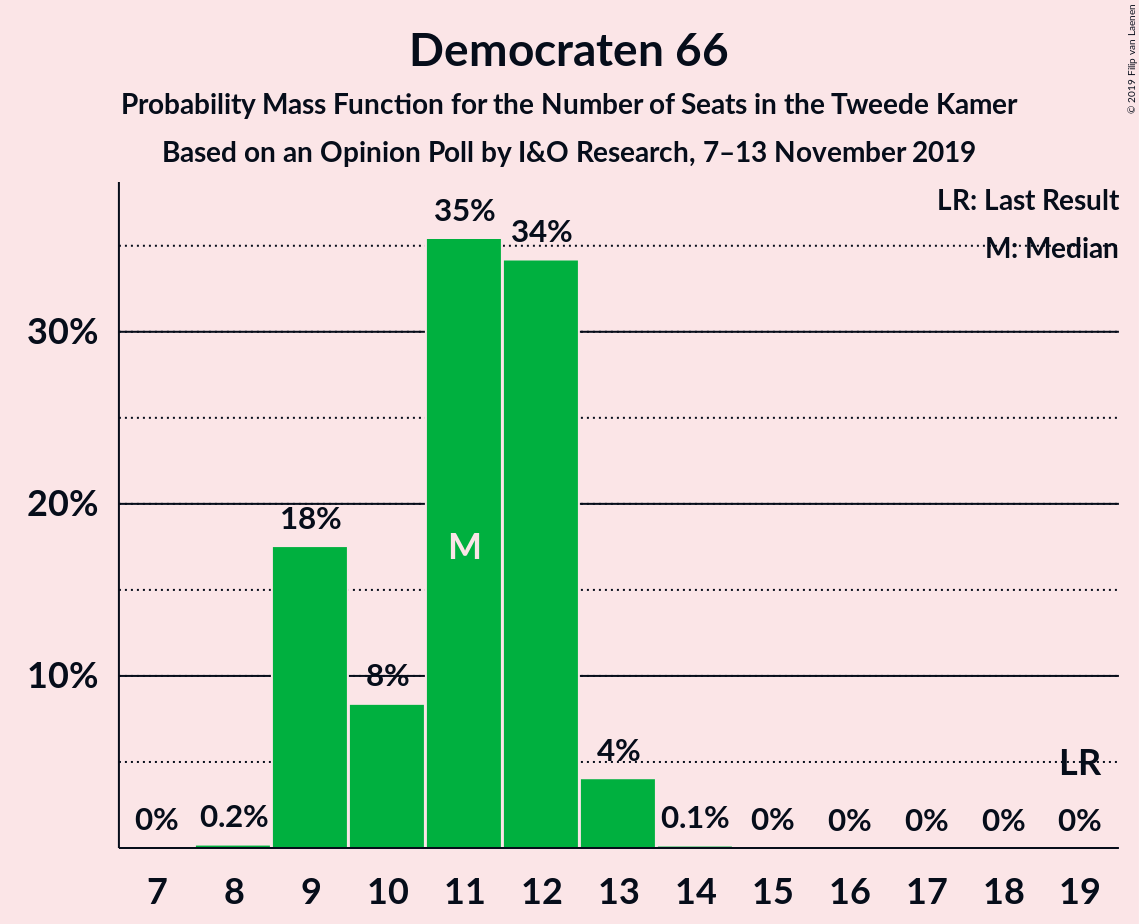 Democraten 66
Probability Mass Function for the Number of Seats in the Tweede Kamer
Based on an Opinion Poll by I&O Research, 7–13 November 2019
© 2019 Filip van Laenen
LR: Last Result
M: Median
30%
20%
10%
0%
0.2%
18%
8%
35%
34%
4%
0.1%
0%
0%
0%
0%
0%
M
LR
7 8 9 10 11 12 13 14 15 16 17 18 19